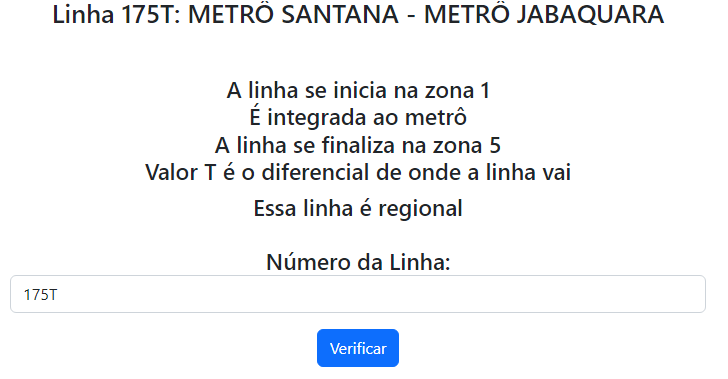 Linha 175T: METRÔ SANTANA - METRÔ JABAQUARA
A linha se inicia na zona 1
É integrada ao metrô
A linha se finaliza na zona 5
Valor T é o diferencial de onde a linha vai
Essa linha é regional
Número da Linha:
175T
Verificar